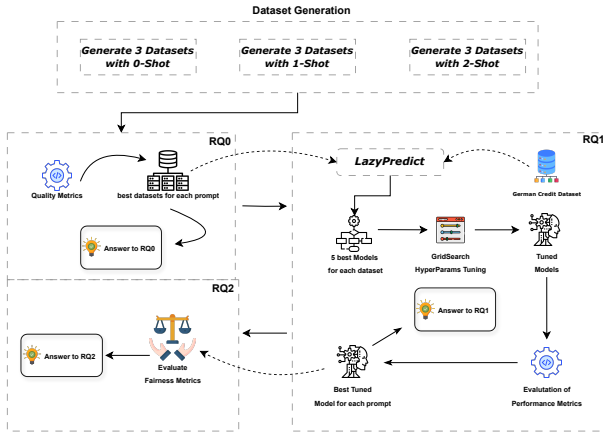 Dataset Generation
Generate 3 Datasets
with 0-Shot
Generate 3 Datasets
with 1-Shot
Generate 3 Datasets
with 2-Shot
RQ0
Quality Metrics
best datasets for each prompt
Answer to RQ0
RQ1
LazyPredict
German Credit Dataset
5 best Models
for each dataset
GridSearch
HyperParams Tuning
Tuned
Models
Answer to RQ1
Best Tuned
Model for each prompt
Evalutation of
Performance Metrics
RQ2
Answer to RQ2
Evaluate
Fairness Metrics